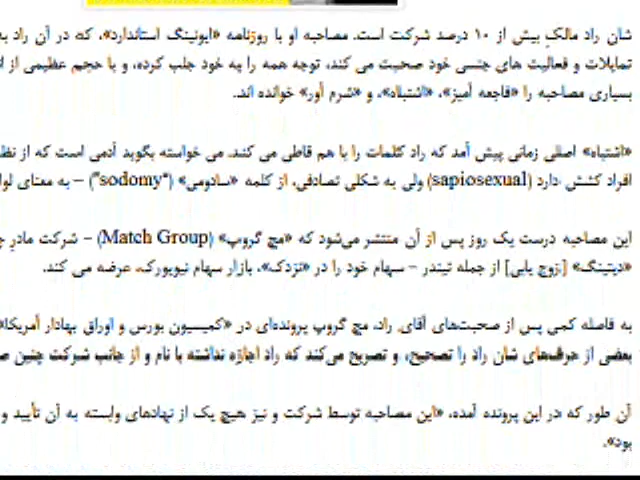 شان راد مالکِ بیش از ۱۰ درصد شرکت است. مصاحبه او با روزنامه «ایونینگ استاندارد»، که در آن راد به
تمایلات و فعالیت های جنسی خود صحبت می کند، توجه همه را به خود جلب کرده، و با حجم عظیمی از
بسیاری مصاحبه را «فاجعه آمیز»، «اشتباه»، و «شرم آور» خوانده اند.
«اشتباه» اصلی زمانی پیش آمد که راد کلمات را با هم قاطی می کند. می خواسته بگوید آدمی است که از نظر
افراد کشش دارد (sapiosexual) ولی به شکلی تصادفی، از کلمه «سادومی» ("sodomy") – به معنای
این مصاحبه درست یک روز پس از آن منتشر می‌شود که «مچ گروپ» (Match Group) – شرکت مادرِ
«دیتینگ» [زوج یابی] از جمله تیندر – سهام خود را در «نزدک»، بازار سهام نیویورک، عرضه می کند.
به فاصله کمی پس از صحبت‌های آقای راد، مچ گروپ پرونده‌ای در «کمیسیون بورس و اوراق بهادار آمریکا»
بعضی از حرف‌های شان راد را تصحیح، و تصریح می‌کند که راد اجازه نداشته با نام و از جانب شرکت چنین
آن طور که در این پرونده آمده، «این مصاحبه توسط شرکت و نیز هیچ یک از نهادهای وابسته به آن تأیید و
بود».